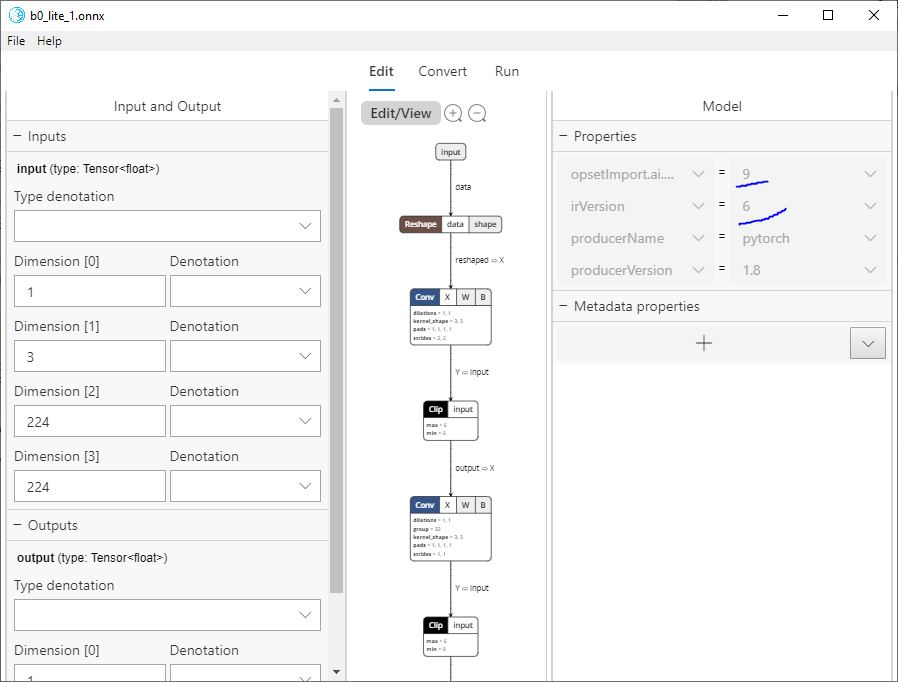 b0_lite_1.onnx
File Help
Edit Convert Run
Input and Output
Inputs
input (type: Tensor<float>)
Type denotation
Dimension [0] Denotation
1
Dimension [1] Denotation
3
Dimension [2] Denotation
224
Dimension [3] Denotation
224
Outputs
output (type: Tensor<float>)
Type denotation
Dimension [0] Denotation
1
Edit/View
input
data
Reshape data shape
reshaped ⇨ X
Conv X W B
dilations = 1, 1
kernel_shape = 3, 3
pads = 1, 1, 1, 1
strides = 2, 2
Y ⇨ input
Clip input
max = 6
min = 0
output ⇨ X
Conv X W B
dilations = 1, 1
group = 32
kernel_shape = 3, 3
pads = 1, 1, 1, 1
strides = 1, 1
Y ⇨ input
Clip input
max = 6
min = 0
Model
Properties
opsetImport.ai.... = 9
irVersion = 6
producerName = pytorch
producerVersion = 1.8
Metadata properties